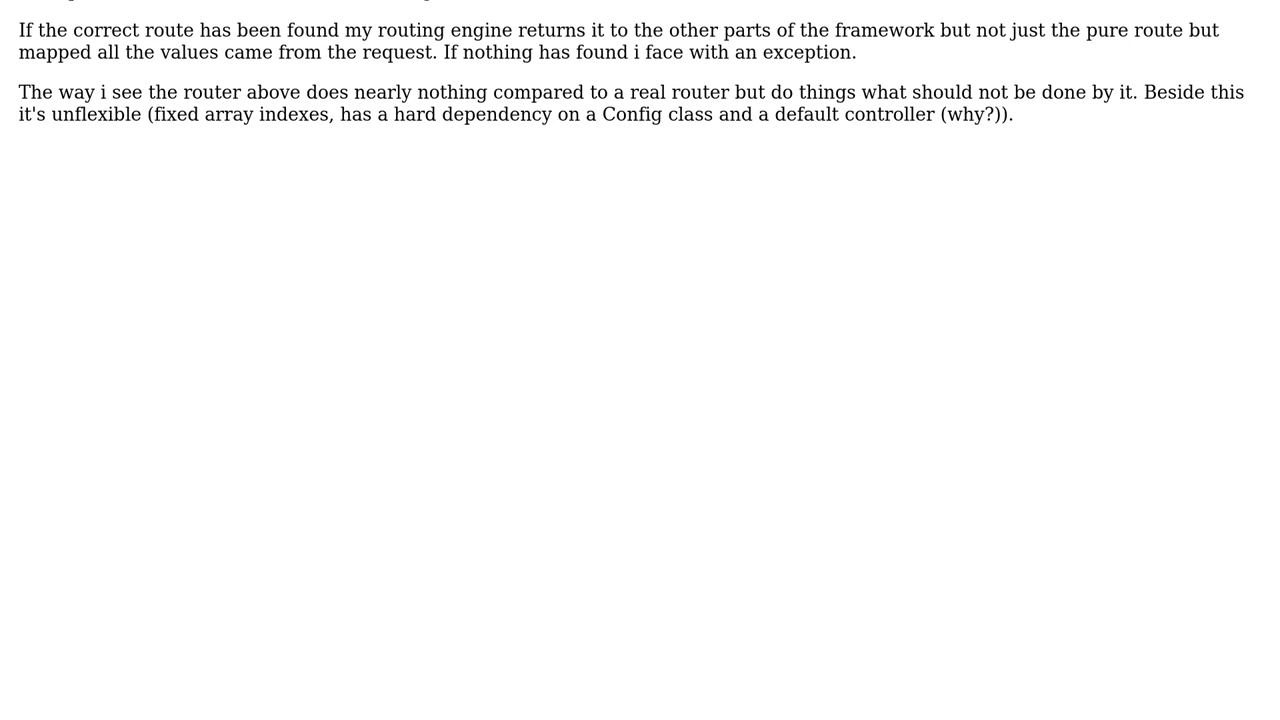 If the correct route has been found my routing engine returns it to the other parts of the framework but not just the pure route but
mapped all the values came from the request. If nothing has found i face with an exception.
The way i see the router above does nearly nothing compared to a real router but do things what should not be done by it. Beside this
it's unflexible (fixed array indexes, has a hard dependency on a Config class and a default controller (why?)).